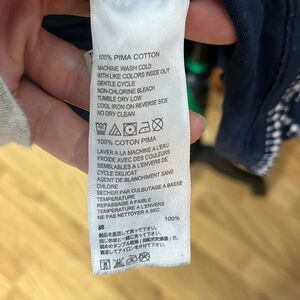 100% PIMA COTTON
MACHINE WASH COLD
WITH LIKE COLORS INSIDE OUT
GENTLE CYCLE
NON-CHLORINE BLEACH
TUMBLE DRY LOW
COOL IRON ON REVERSE SIDE
NO DRY CLEAN
100% COTON PIMA
LAVER A LA MACHINE A L'EAU
FROIDE AVEC DES COULEURS
SEMBLABLES A L'ENVERS DE
CYCLE DELICAT
AGENT DE BLANCHIMENT SANS
CHLORE
SECHER PAR CULBUTAGE A BASSE
TEMPERATURE
REPASSAGE A FAIBLE
TEMPERATURE A L'ENVERS
NE PAS NETTOYER A SEC
綿 100%